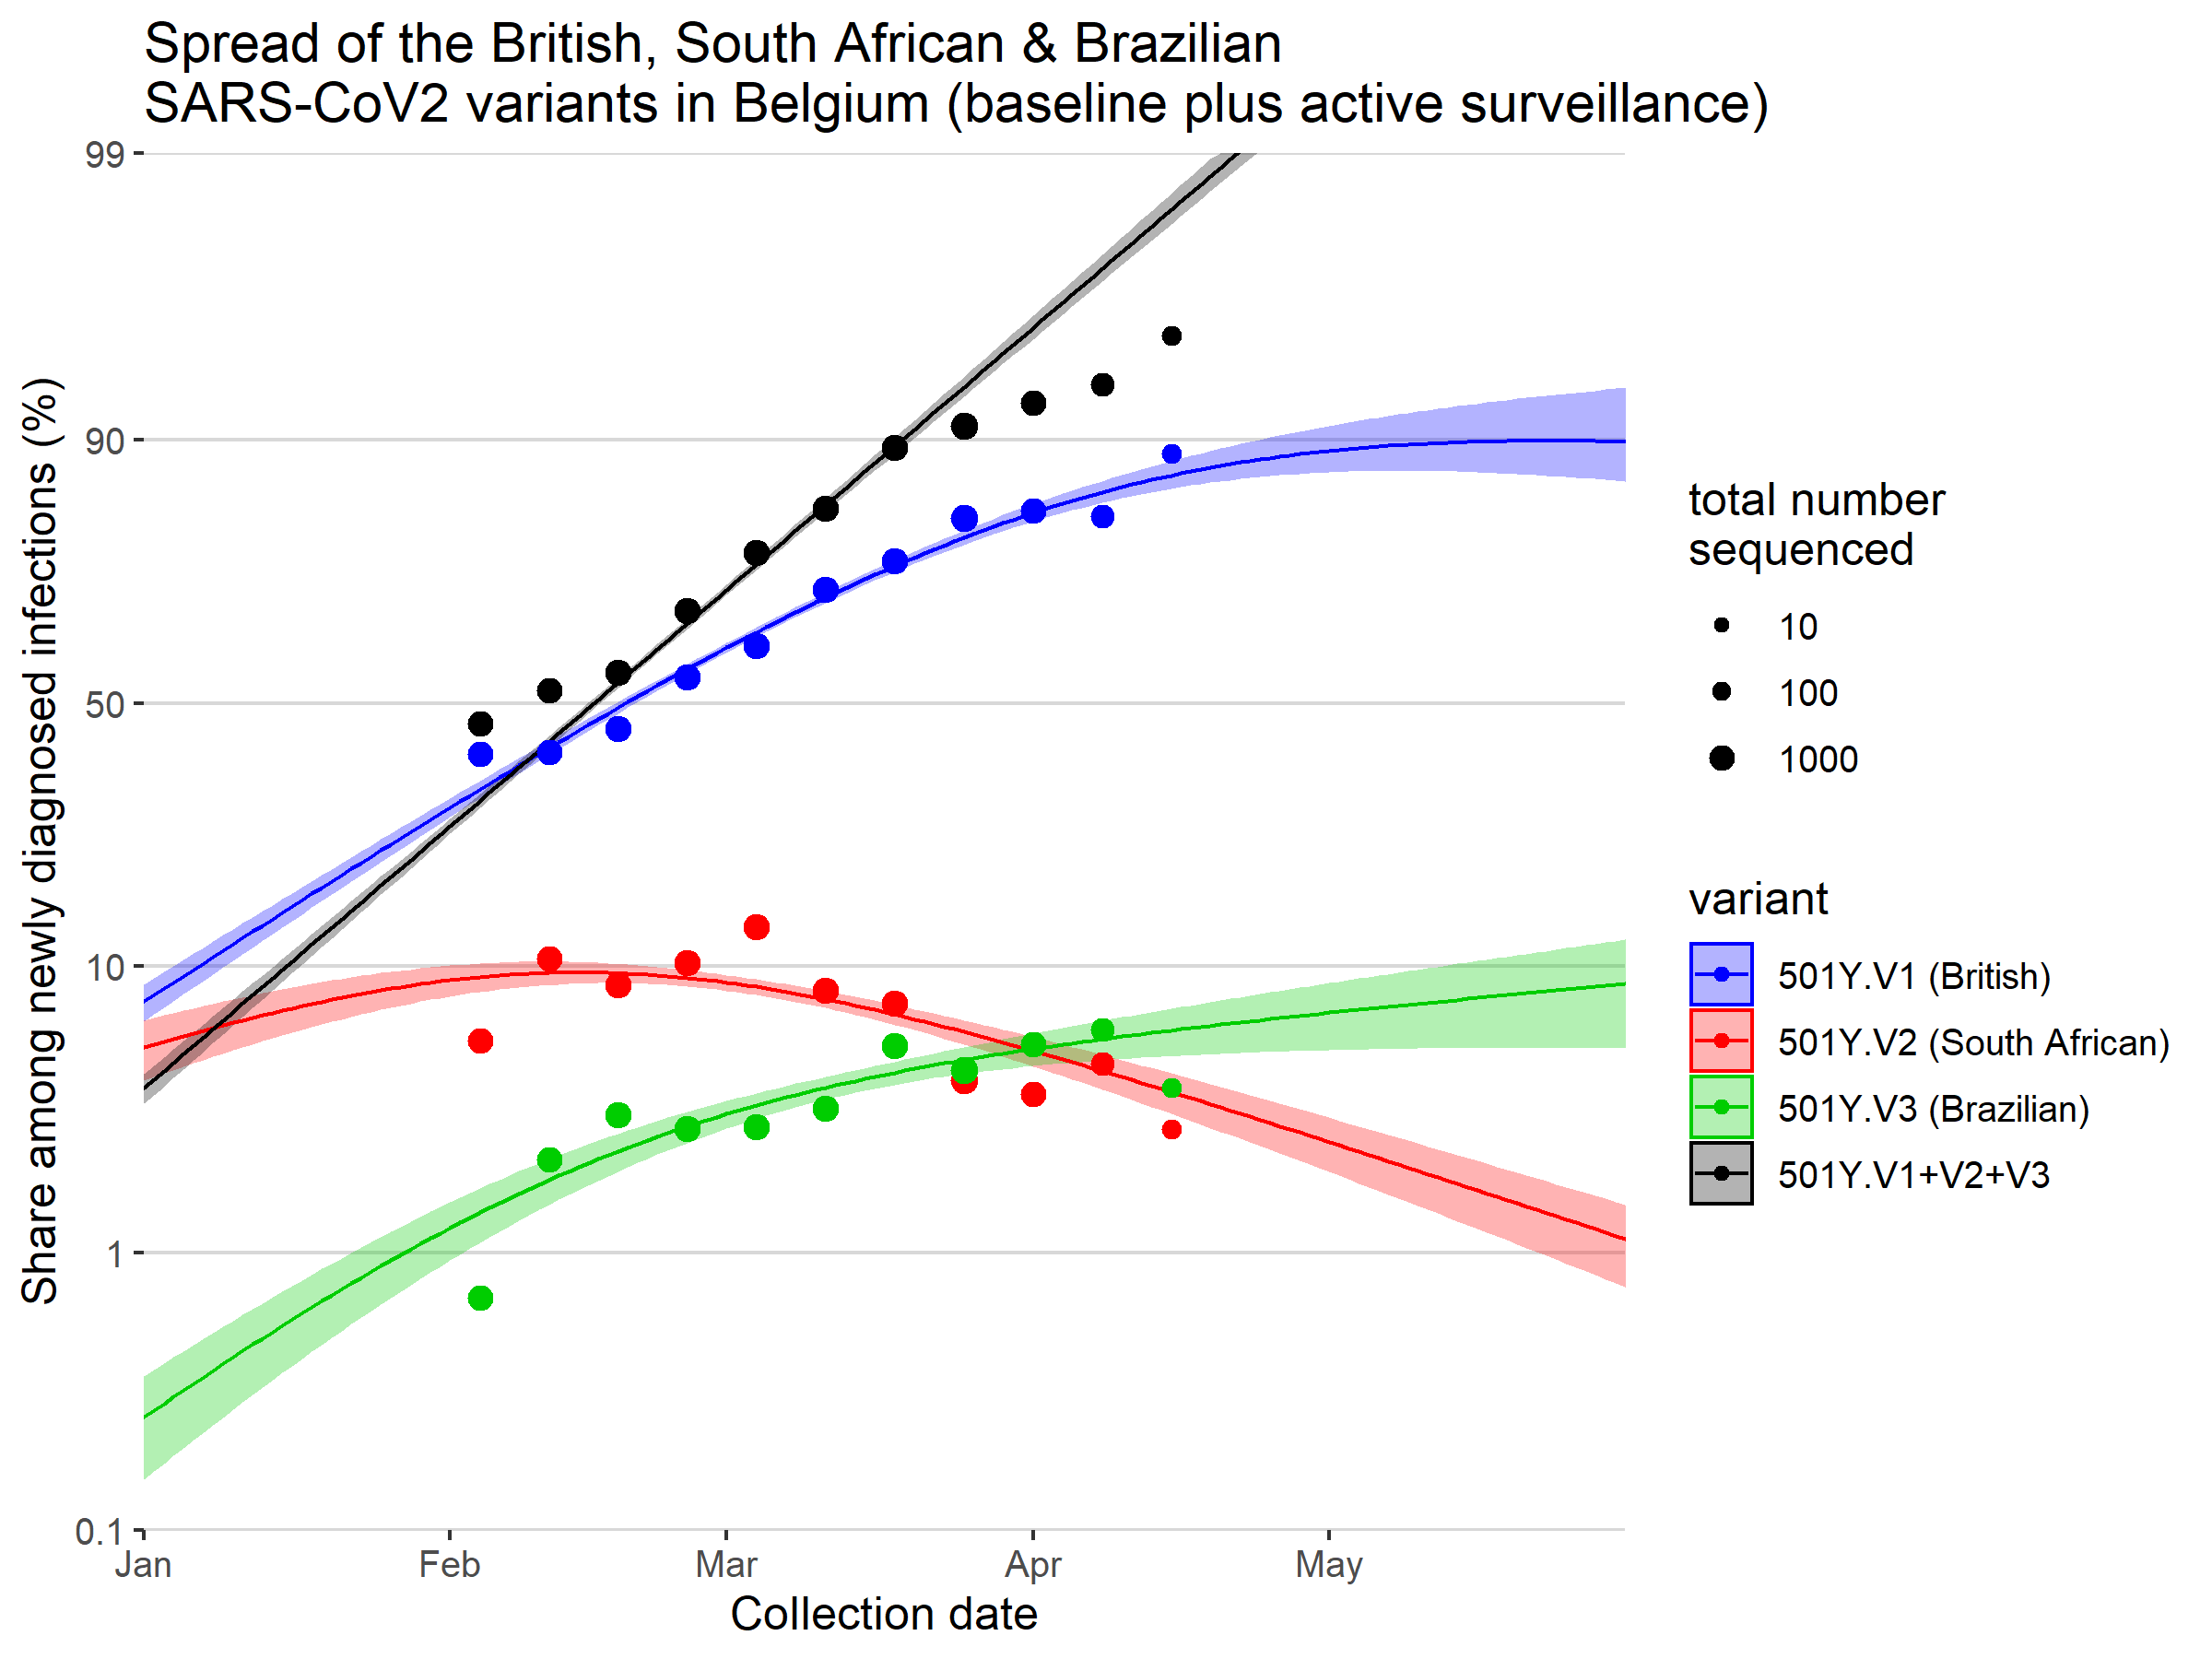 Spread of the British, South African & Brazilian
SARS-CoV2 variants in Belgium (baseline plus active surveillance)
Share among newly diagnosed infections (%)
99
90
50
10
1
0.1
Jan
Feb
Mar
Apr
May
Collection date
total number
sequenced
10
100
1000
variant
501Y.V1 (British)
501Y.V2 (South African)
501Y.V3 (Brazilian)
501Y.V1+V2+V3